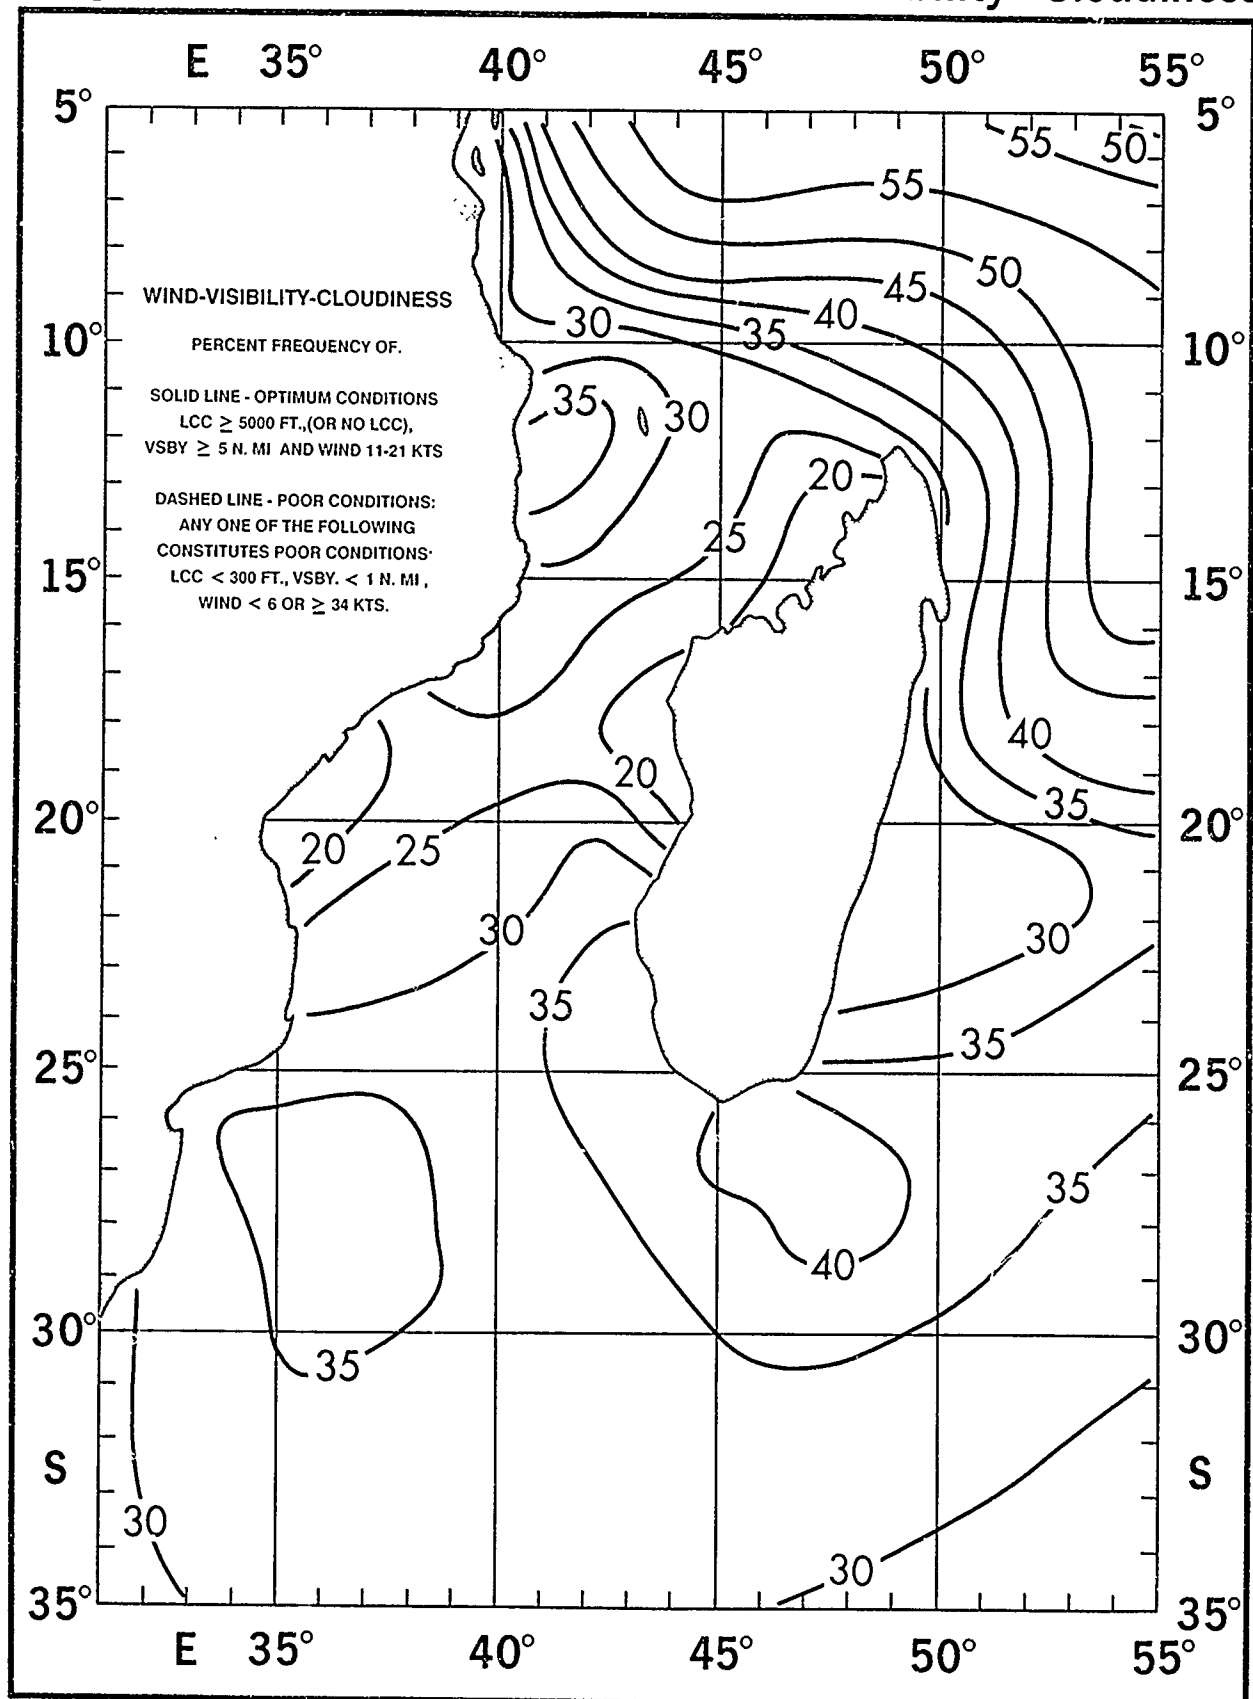 Cloudiness
E 35° 40° 45° 50° 55°
5° 5°
55 50
55
50
45
40
35
30
10° 10°
WIND-VISIBILITY-CLOUDINESS
PERCENT FREQUENCY OF.
SOLID LINE - OPTIMUM CONDITIONS
LCC ≥ 5000 FT.,(OR NO LCC),
VSBY ≥ 5 N. MI AND WIND 11-21 KTS
DASHED LINE - POOR CONDITIONS:
ANY ONE OF THE FOLLOWING
CONSTITUTES POOR CONDITIONS·
LCC < 300 FT., VSBY. < 1 N. MI,
WIND < 6 OR ≥ 34 KTS.
35 30
20
25
15° 15°
40
20
35
20° 20°
20 25
30 30
35
35
25° 25°
35
40
30° 30°
35
S S
30
30
35° 35°
E 35° 40° 45° 50° 55°